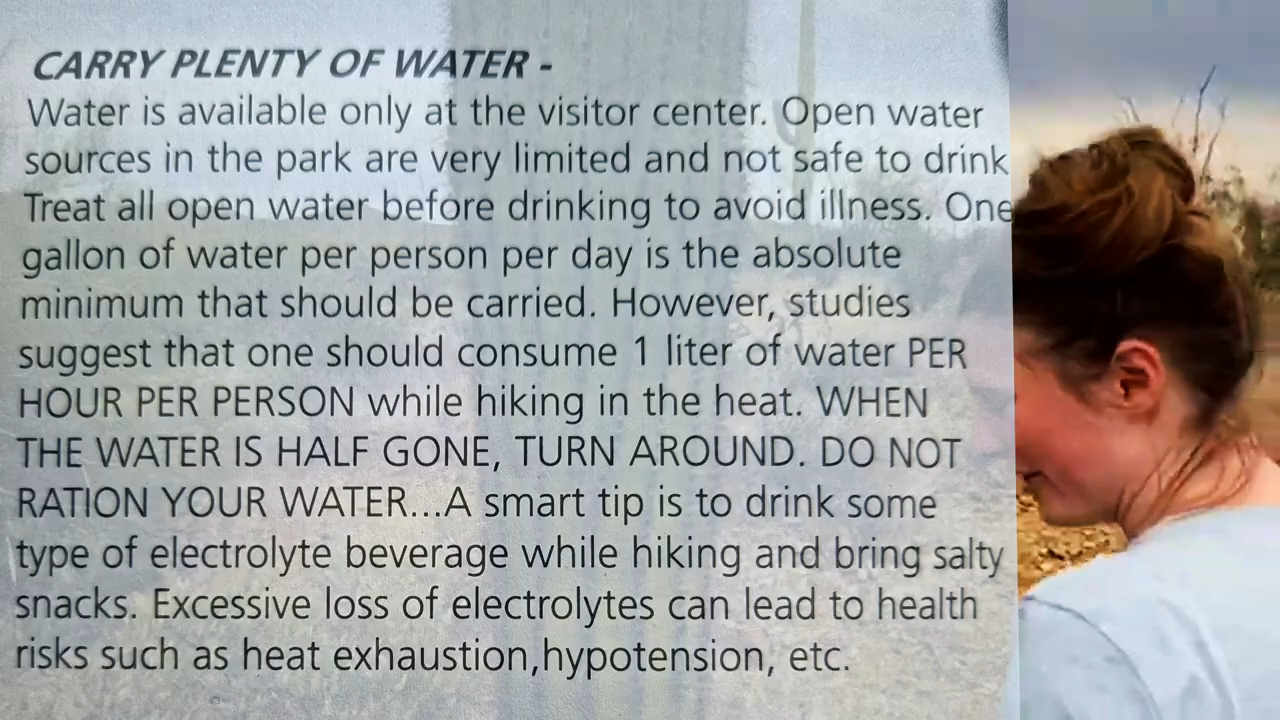 CARRY PLENTY OF WATER -
Water is available only at the visitor center. Open water
sources in the park are very limited and not safe to drink
Treat all open water before drinking to avoid illness. One
gallon of water per person per day is the absolute
minimum that should be carried. However, studies
suggest that one should consume 1 liter of water PER
HOUR PER PERSON while hiking in the heat. WHEN
THE WATER IS HALF GONE, TURN AROUND. DO NOT
RATION YOUR WATER...A smart tip is to drink some
type of electrolyte beverage while hiking and bring salty
snacks. Excessive loss of electrolytes can lead to health
risks such as heat exhaustion,hypotension, etc.